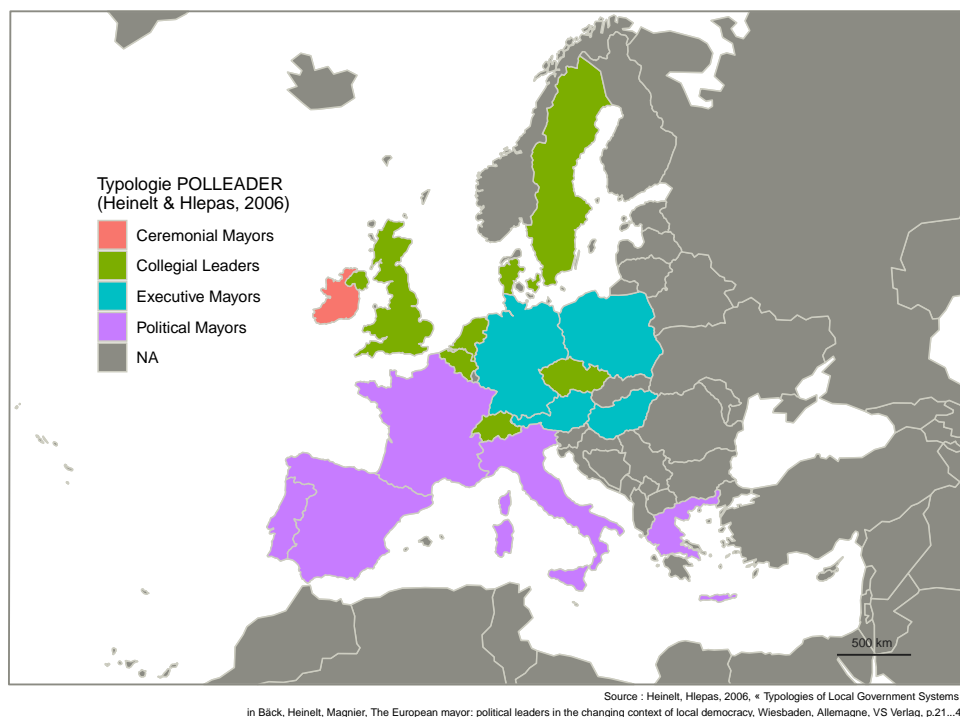 Typologie POLLEADER
(Heinelt & Hlepas, 2006)
Ceremonial Mayors
Collegial Leaders
Executive Mayors
Political Mayors
NA
500 km
Source : Heinelt, Hlepas, 2006, « Typologies of Local Government Systems
in Bäck, Heinelt, Magnier, The European mayor: political leaders in the changing context of local democracy, Wiesbaden, Allemagne, VS Verlag, p.21...4